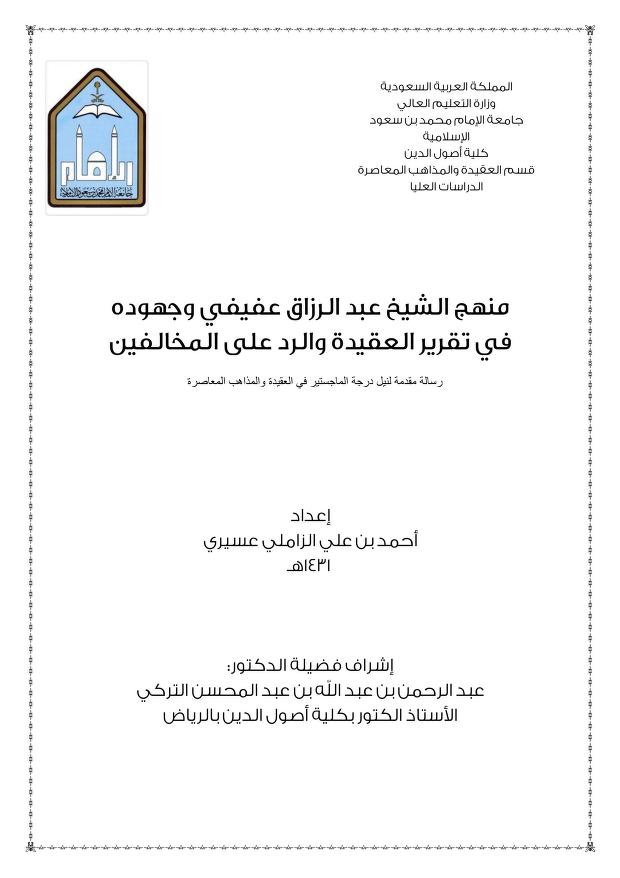 المملكة العربية السعودية
وزارة التعليم العالي
جامعة الإمام محمد بن سعود
الإسلامية
كلية أصول الدين
قسم العقيدة والمذاهب المعاصرة
الدراسات العليا
الإمام
جامعة الإمام محمد بن سعود الإسلامية
منهج الشيخ عبد الرزاق عفيفي وجهوده
في تقرير العقيدة والرد على المخالفين
رسالة مقدمة لنيل درجة الماجستير في العقيدة والمذاهب المعاصرة
إعداد
أحمد بن علي الزاملي عسيري
١٤٣١هـ
إشراف فضيلة الدكتور:
عبد الرحمن بن عبد الله بن عبد المحسن التركي
الأستاذ الكتور بكلية أصول الدين بالرياض